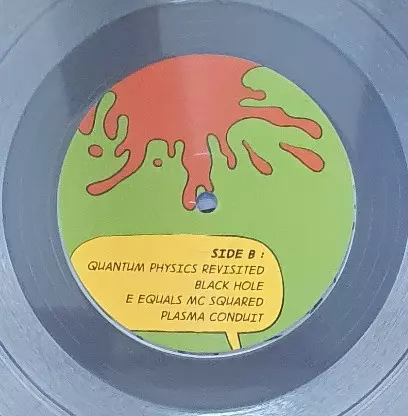 SIDE B :
QUANTUM PHYSICS REVISITED
BLACK HOLE
E EQUALS MC SQUARED
PLASMA CONDUIT